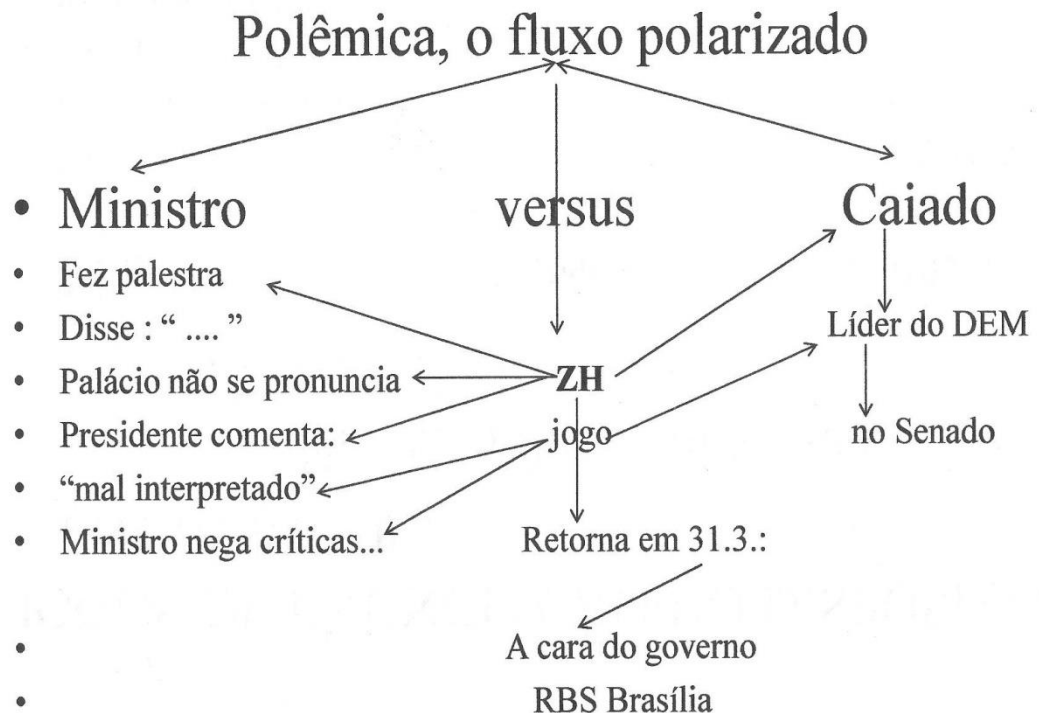 Polêmica, o fluxo polarizado
• Ministro versus Caiado
• Fez palestra
• Disse : “ .... ” Líder do DEM
• Palácio não se pronuncia ZH
• Presidente comenta: jogo no Senado
• “mal interpretado”
• Ministro nega críticas... Retorna em 31.3.:
• A cara do governo
• RBS Brasília